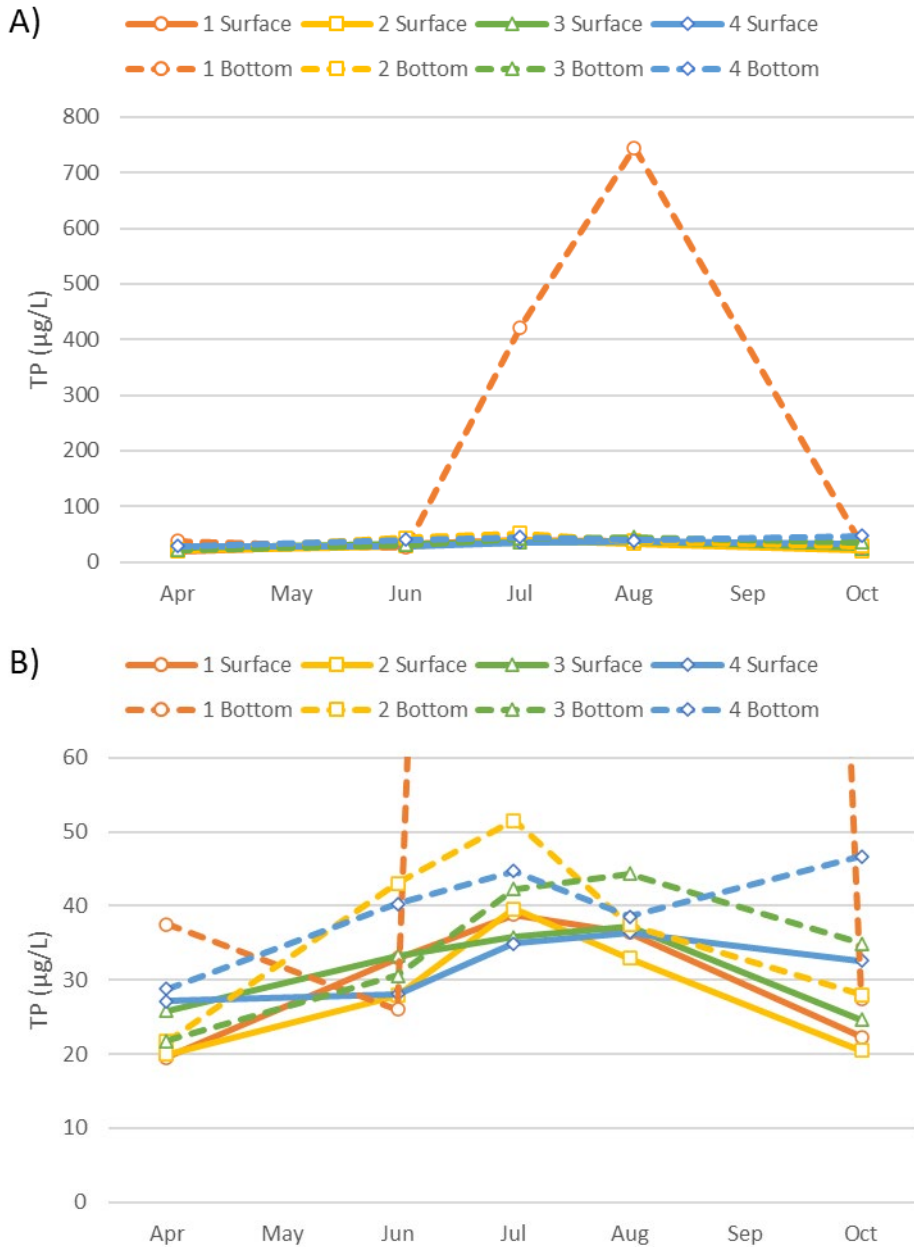 A)
1 Surface 2 Surface 3 Surface 4 Surface
1 Bottom 2 Bottom 3 Bottom 4 Bottom
800
700
600
500
400
300
200
100
0
TP (µg/L)
Apr May Jun Jul Aug Sep Oct
B)
1 Surface 2 Surface 3 Surface 4 Surface
1 Bottom 2 Bottom 3 Bottom 4 Bottom
60
50
40
30
20
10
0
TP (µg/L)
Apr May Jun Jul Aug Sep Oct